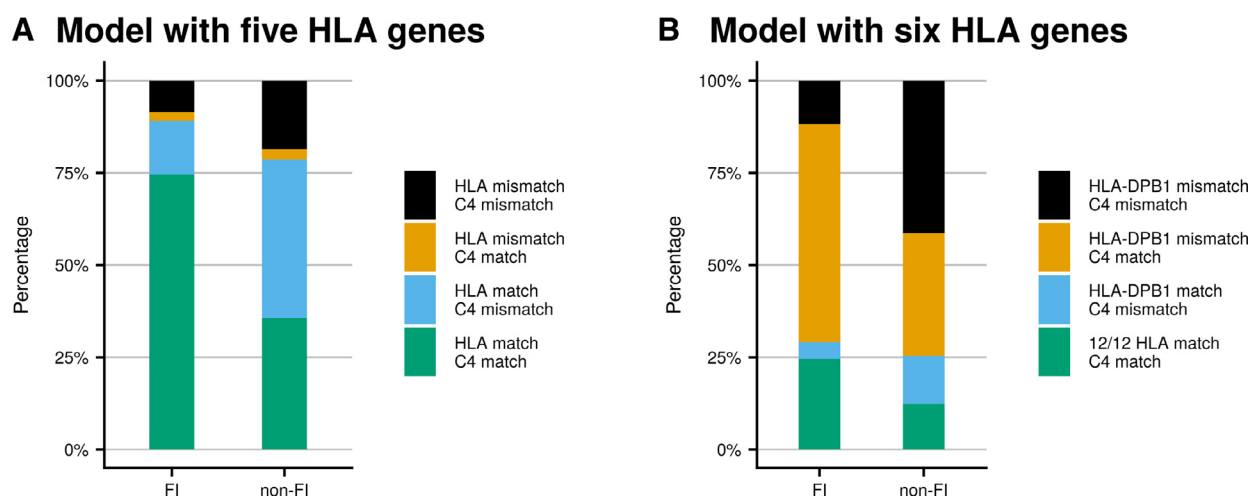 A Model with five HLA genes
100%
75%
50%
25%
0%
Percentage
FI
non-FI
HLA mismatch
C4 mismatch
HLA mismatch
C4 match
HLA match
C4 mismatch
HLA match
C4 match
B Model with six HLA genes
100%
75%
50%
25%
0%
Percentage
FI
non-FI
HLA-DPB1 mismatch
C4 mismatch
HLA-DPB1 mismatch
C4 match
HLA-DPB1 match
C4 mismatch
12/12 HLA match
C4 match